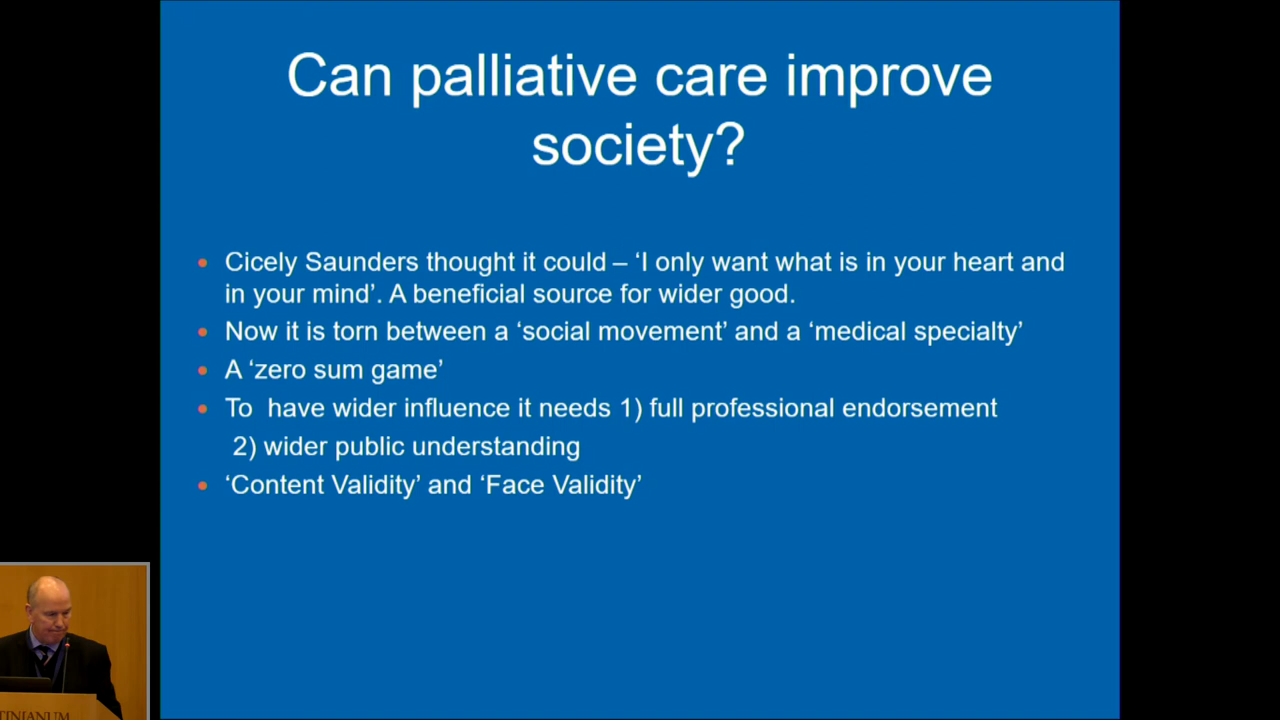 Can palliative care improve
society?
• Cicely Saunders thought it could – ‘I only want what is in your heart and
in your mind’. A beneficial source for wider good.
• Now it is torn between a ‘social movement’ and a ‘medical specialty’
• A ‘zero sum game’
• To  have wider influence it needs 1) full professional endorsement
2) wider public understanding
• ‘Content Validity’ and ‘Face Validity’
TINIANUM